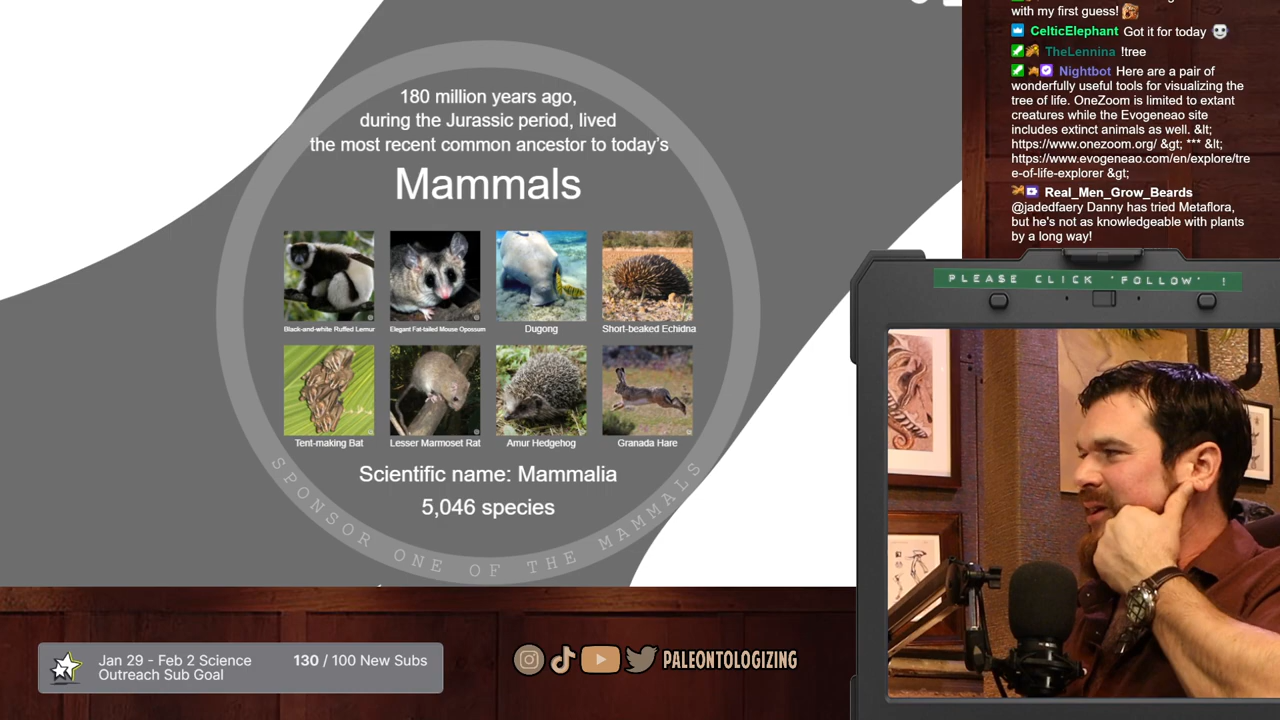 180 million years ago,
during the Jurassic period, lived
the most recent common ancestor to today's
Mammals
Black-and-white Ruffed Lemur
Elegant Fat-tailed Mouse Opossum
Dugong
Short-beaked Echidna
Tent-making Bat
Lesser Marmoset Rat
Amur Hedgehog
Granada Hare
Scientific name: Mammalia
5,046 species
SPONSOR ONE OF THE MAMMALS
with my first guess!
CelticElephant Got it for today
TheLennina !tree
Nightbot Here are a pair of
wonderfully useful tools for visualizing the
tree of life. OneZoom is limited to extant
creatures while the Evogeneao site
includes extinct animals as well. &lt;
https://www.onezoom.org/ &gt; *** &lt;
https://www.evogeneao.com/en/explore/tre
e-of-life-explorer &gt;
Real_Men_Grow_Beards
@jadedfaery Danny has tried Metaflora,
but he's not as knowledgeable with plants
by a long way!
PLEASE CLICK 'FOLLOW' !
Jan 29 - Feb 2 Science
Outreach Sub Goal
130 / 100 New Subs
PALEONTOLOGIZING